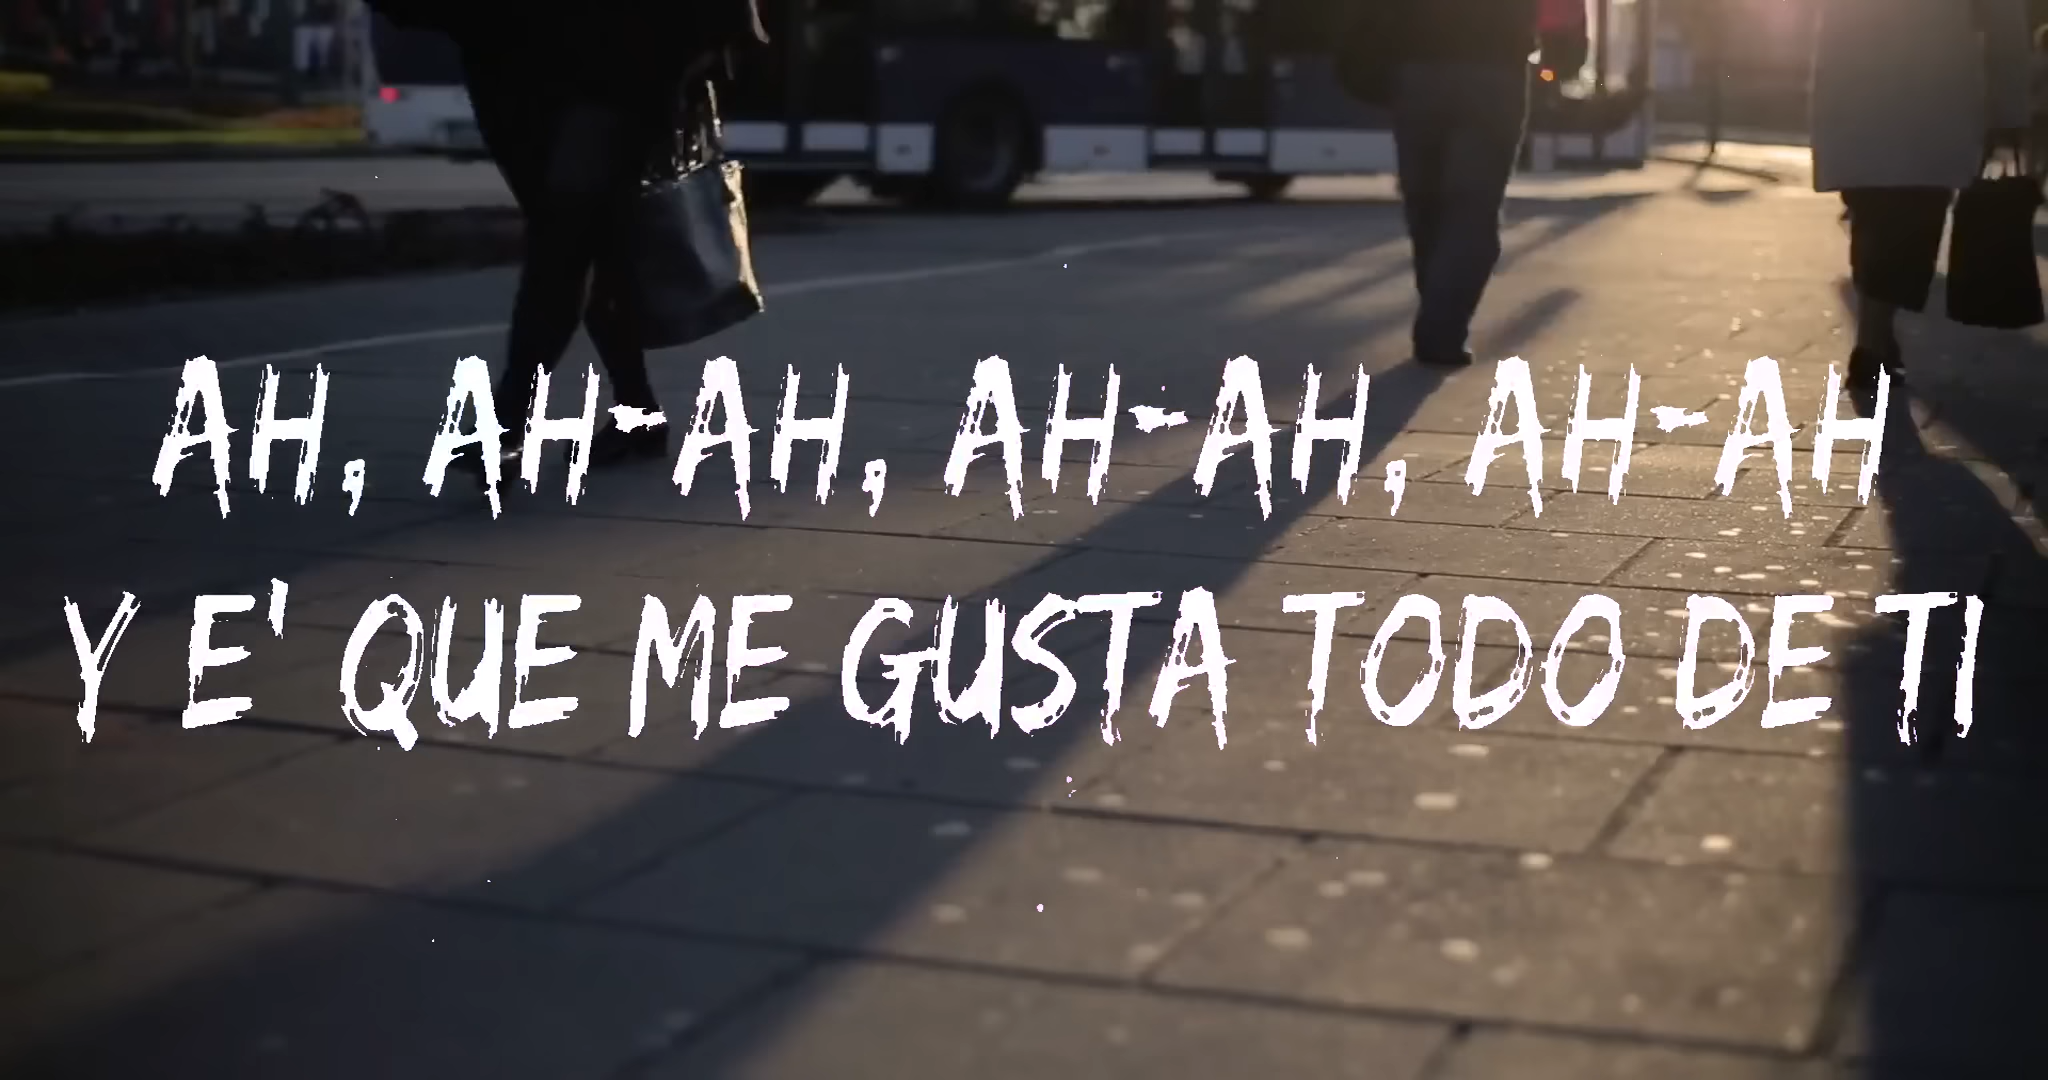 AH, AH-AH, AH-AH, AH-AH
Y E' QUE ME GUSTA TODO DE TI